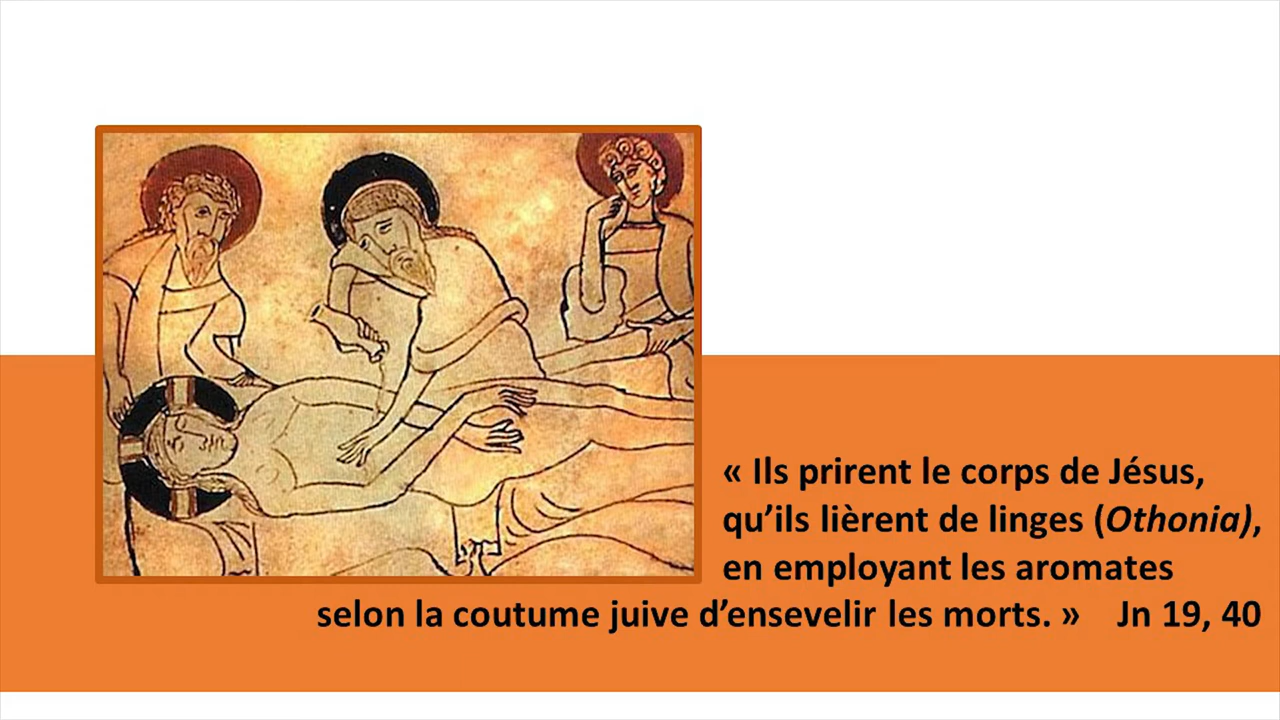 « Ils prirent le corps de Jésus,
qu’ils lièrent de linges (Othonia),
en employant les aromates
selon la coutume juive d’ensevelir les morts. » Jn 19, 40